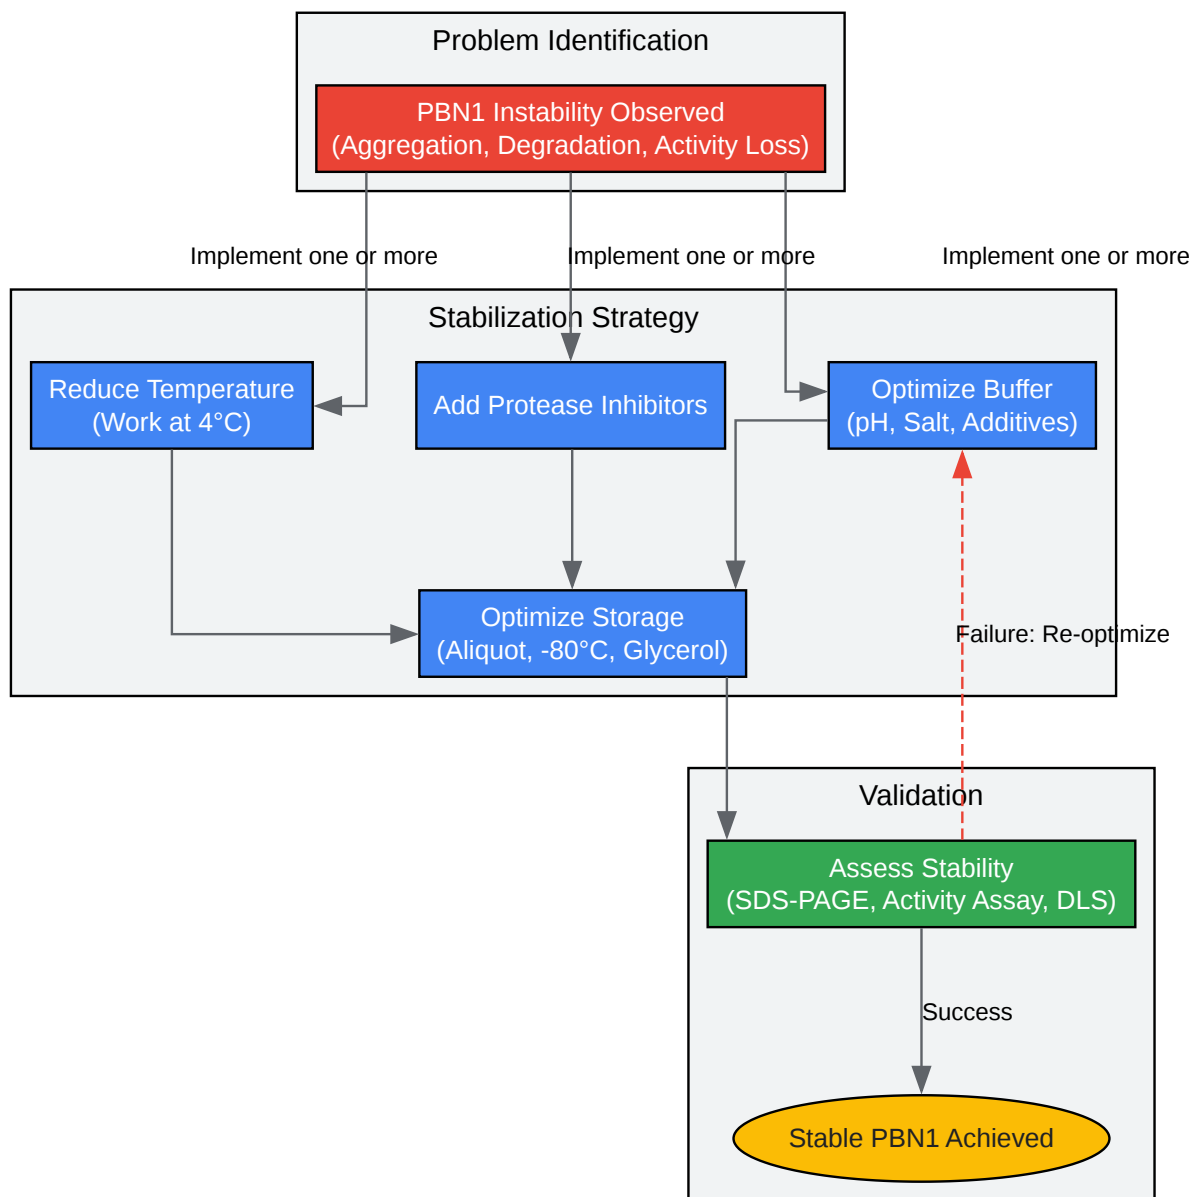 Problem Identification
PBN1 Instability Observed
(Aggregation, Degradation, Activity Loss)
Implement one or more
Implement one or more
Implement one or more
Stabilization Strategy
Reduce Temperature
(Work at 4°C)
Add Protease Inhibitors
Optimize Buffer
(pH, Salt, Additives)
Optimize Storage
(Aliquot, -80°C, Glycerol)
Failure: Re-optimize
Validation
Assess Stability
(SDS-PAGE, Activity Assay, DLS)
Success
Stable PBN1 Achieved